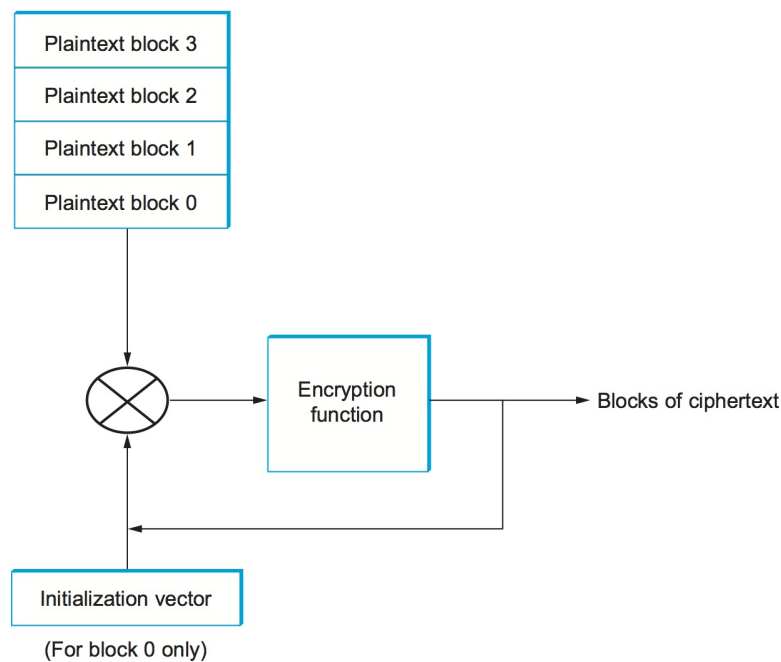 Plaintext block 3
Plaintext block 2
Plaintext block 1
Plaintext block 0
Encryption
function
Blocks of ciphertext
Initialization vector
(For block 0 only)